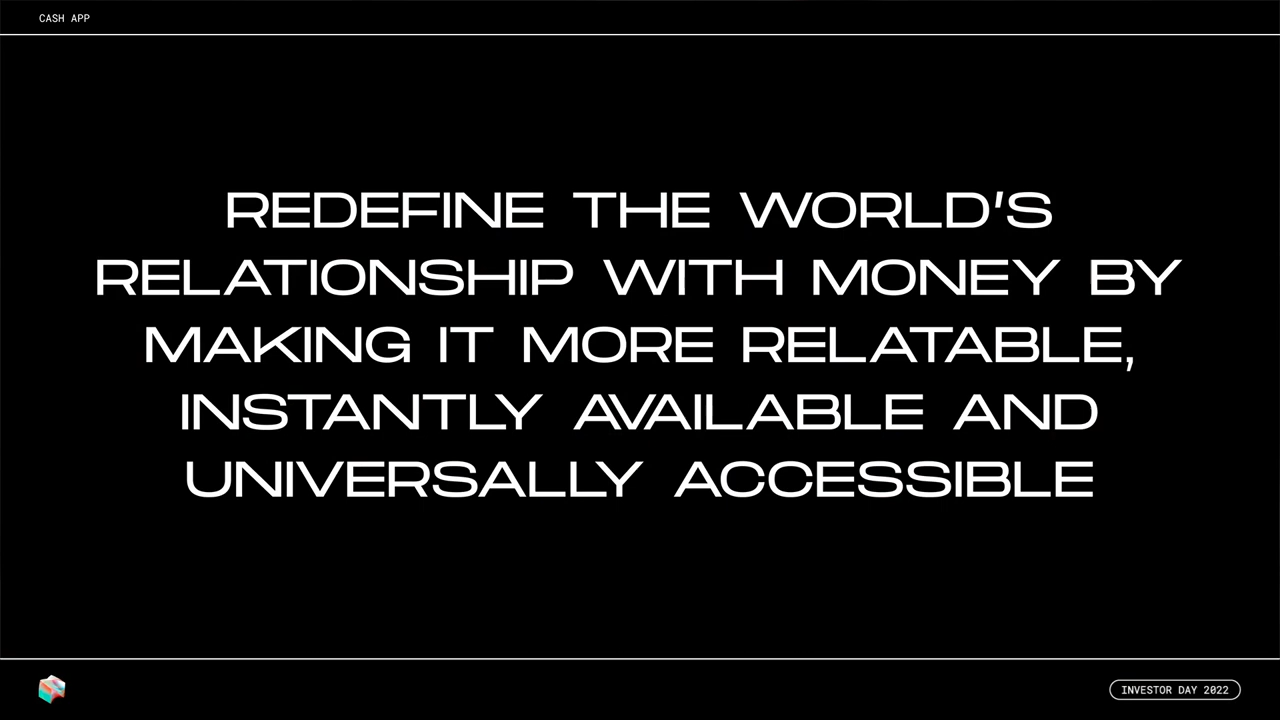 CASH APP
REDEFINE THE WORLD'S
RELATIONSHIP WITH MONEY BY
MAKING IT MORE RELATABLE,
INSTANTLY AVAILABLE AND
UNIVERSALLY ACCESSIBLE
INVESTOR DAY 2022